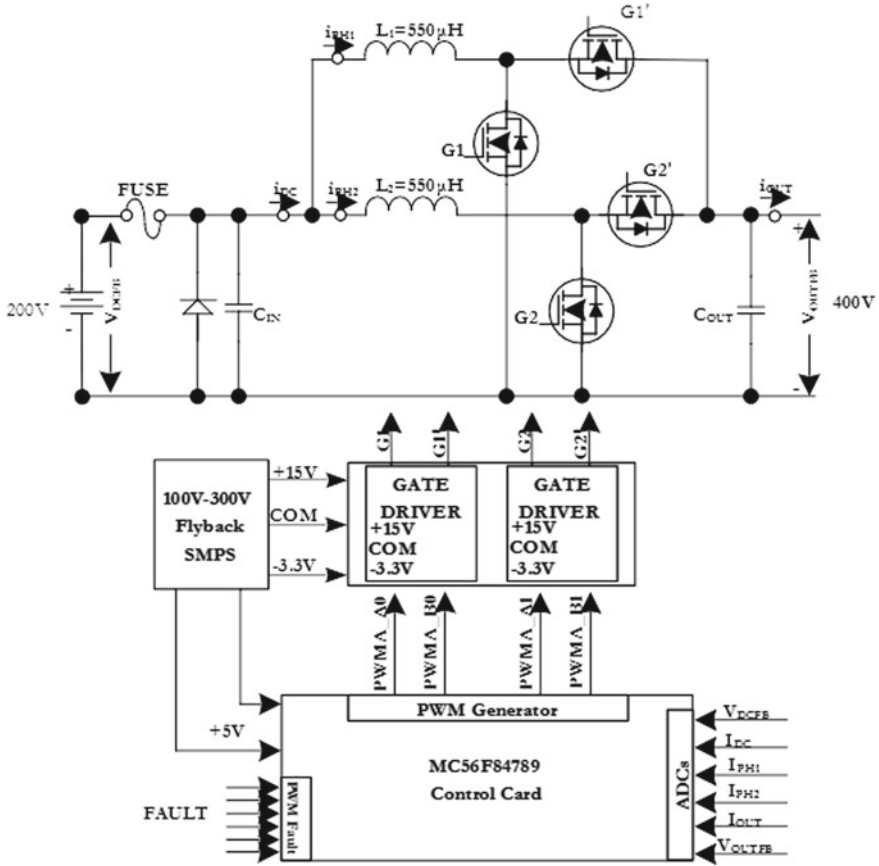 G1'
iPH1
L1=550μH
G1
G2'
FUSE
iDC
iPH2
L2=550μH
iOUT
+
+
200V
-
VDCFB
CIN
G2
COUT
VOUTFB
400V
-
G1
G1'
G2
G2'
100V-300V
Flyback
SMPS
+15V
COM
-3.3V
GATE
DRIVER
+15V
COM
-3.3V
GATE
DRIVER
+15V
COM
-3.3V
PWMA_A0
PWMA_B0
PWMA_A1
PWMA_B1
PWM Generator
+5V
MC56F84789
Control Card
ADCs
VDCFB
IDC
IPH1
IPH2
IOUT
VOUTFB
FAULT
PWM Fault